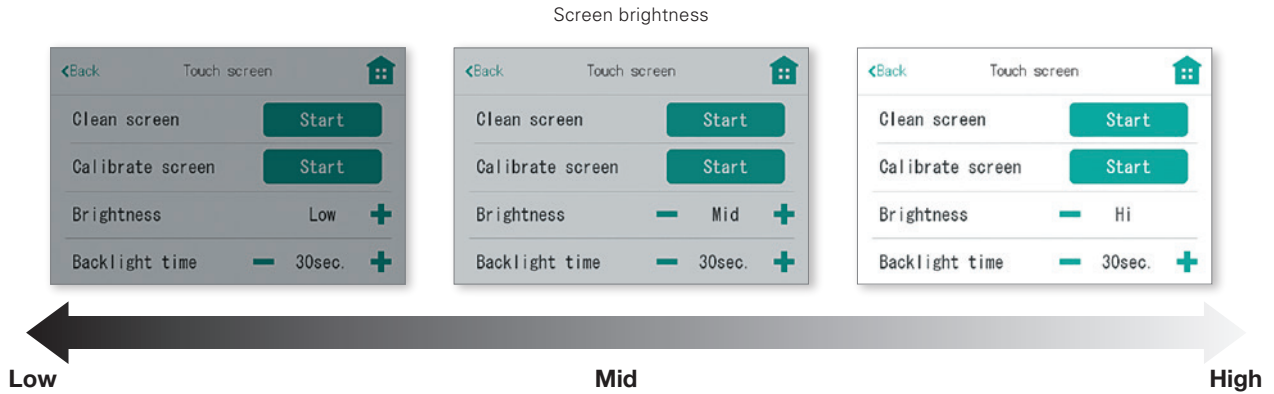 Screen brightness
<Back Touch screen
Clean screen Start
Calibrate screen Start
Brightness Low +
Backlight time − 30sec. +
<Back Touch screen
Clean screen Start
Calibrate screen Start
Brightness − Mid +
Backlight time − 30sec. +
<Back Touch screen
Clean screen Start
Calibrate screen Start
Brightness − Hi
Backlight time − 30sec. +
Low Mid High